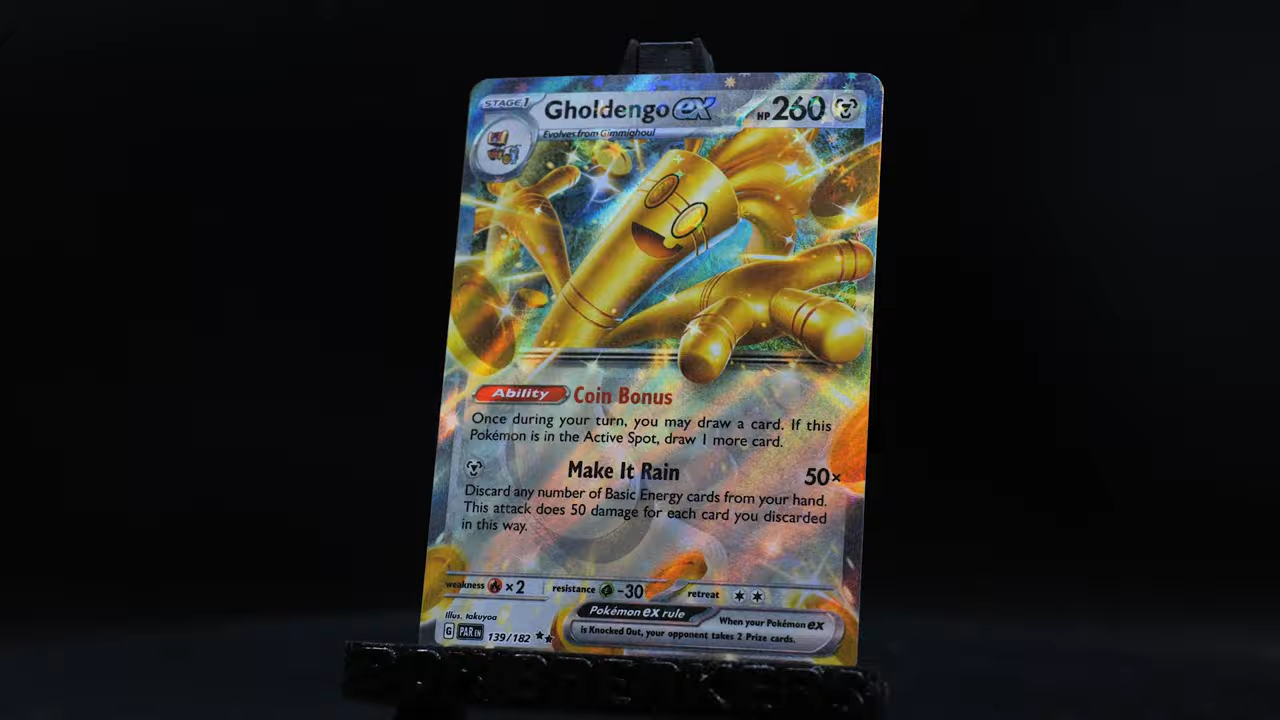 STAGE 1
Gholdengo ex
HP 260
Evolves from Gimmighoul
Ability Coin Bonus
Once during your turn, you may draw a card. If this
Pokémon is in the Active Spot, draw 1 more card.
Make It Rain 50×
Discard any number of Basic Energy cards from your hand.
This attack does 50 damage for each card you discarded
in this way.
weakness ×2 resistance -30 retreat
Illus. takuyoa
Pokémon ex rule
When your Pokémon ex
is Knocked Out, your opponent takes 2 Prize cards.
G PAR EN 139/182